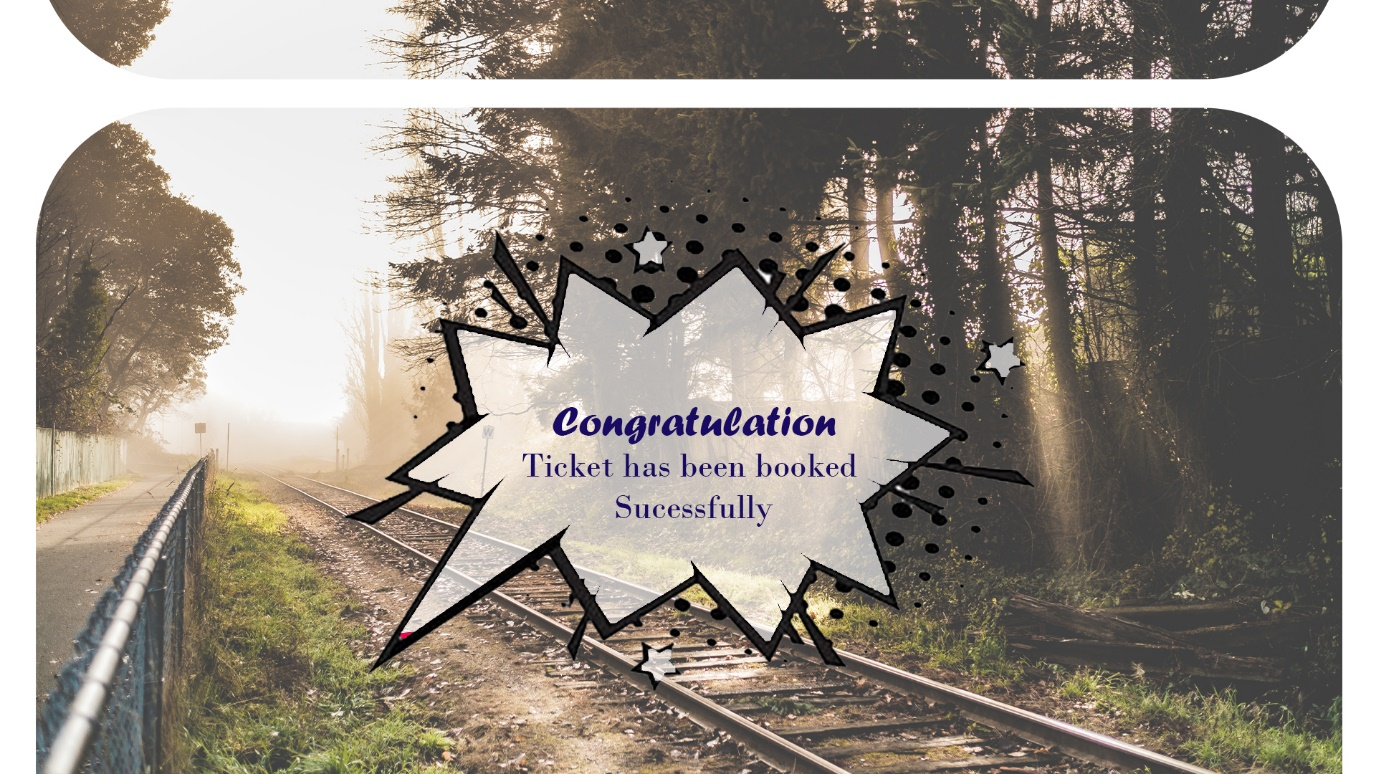 Congratulation
Ticket has been booked
Sucessfully